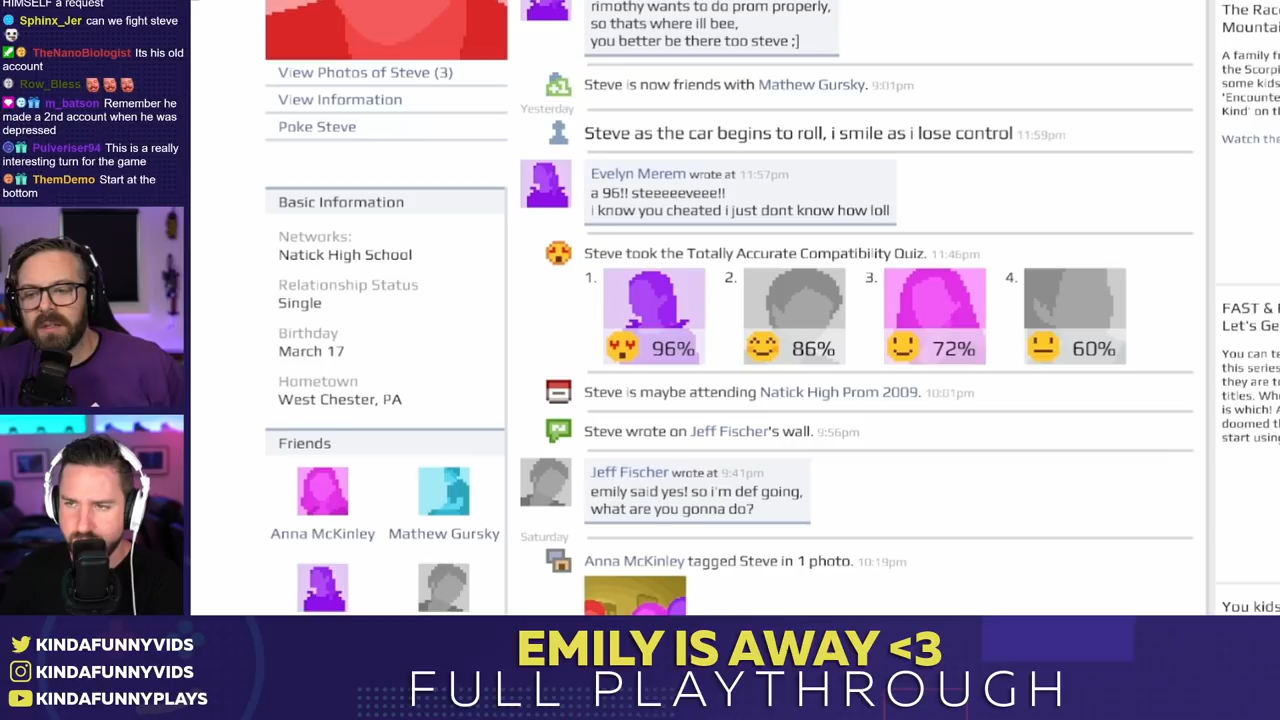 HIMSELF a request
Sphinx_Jer can we fight steve
TheNanoBiologist Its his old
account
Row_Bless
m_batson Remember he
made a 2nd account when he was
depressed
Pulveriser94 This is a really
interesting turn for the game
ThemDemo Start at the
bottom
View Photos of Steve (3)
View Information
Poke Steve
Basic Information
Networks:
Natick High School
Relationship Status
Single
Birthday
March 17
Hometown
West Chester, PA
Friends
Anna McKinley Mathew Gursky
rimothy wants to do prom properly,
so thats where ill bee,
you better be there too steve ;]
Steve is now friends with Mathew Gursky. 9:01pm
Yesterday
Steve as the car begins to roll, i smile as i lose control 11:59pm
Evelyn Merem wrote at 11:57pm
a 96!! steeeeeveee!!
i know you cheated i just dont know how loll
Steve took the Totally Accurate Compatibility Quiz. 11:46pm
1. 2. 3. 4.
96% 86% 72% 60%
Steve is maybe attending Natick High Prom 2009. 10:01pm
Steve wrote on Jeff Fischer's wall. 9:56pm
Jeff Fischer wrote at 9:41pm
emily said yes! so i'm def going,
what are you gonna do?
Saturday
Anna McKinley tagged Steve in 1 photo. 10:19pm
The Race
Mountai
A family f
the Scorpi
some kids
'Encounte
Kind' on th
Watch the
FAST & F
Let's Ge
You can te
this series
they are to
titles. Whe
is which! A
doomed th
start using
You kids
KINDAFUNNYVIDS
KINDAFUNNYVIDS
KINDAFUNNYPLAYS
EMILY IS AWAY <3
FULL PLAYTHROUGH